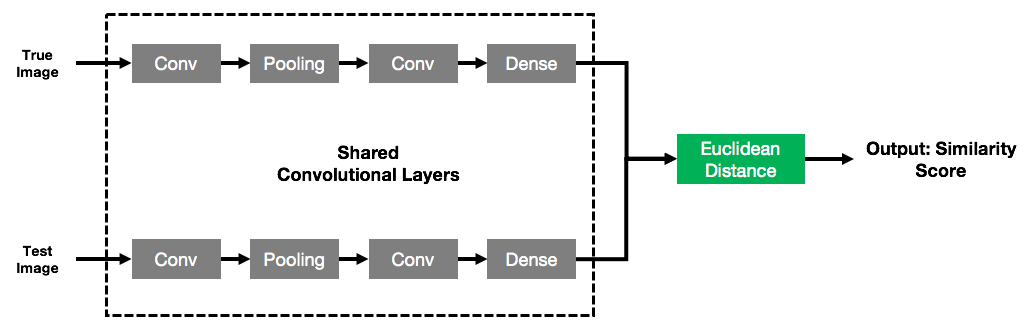 True
Image
Conv
Pooling
Conv
Dense
Shared
Convolutional Layers
Euclidean
Distance
Output: Similarity
Score
Test
Image
Conv
Pooling
Conv
Dense